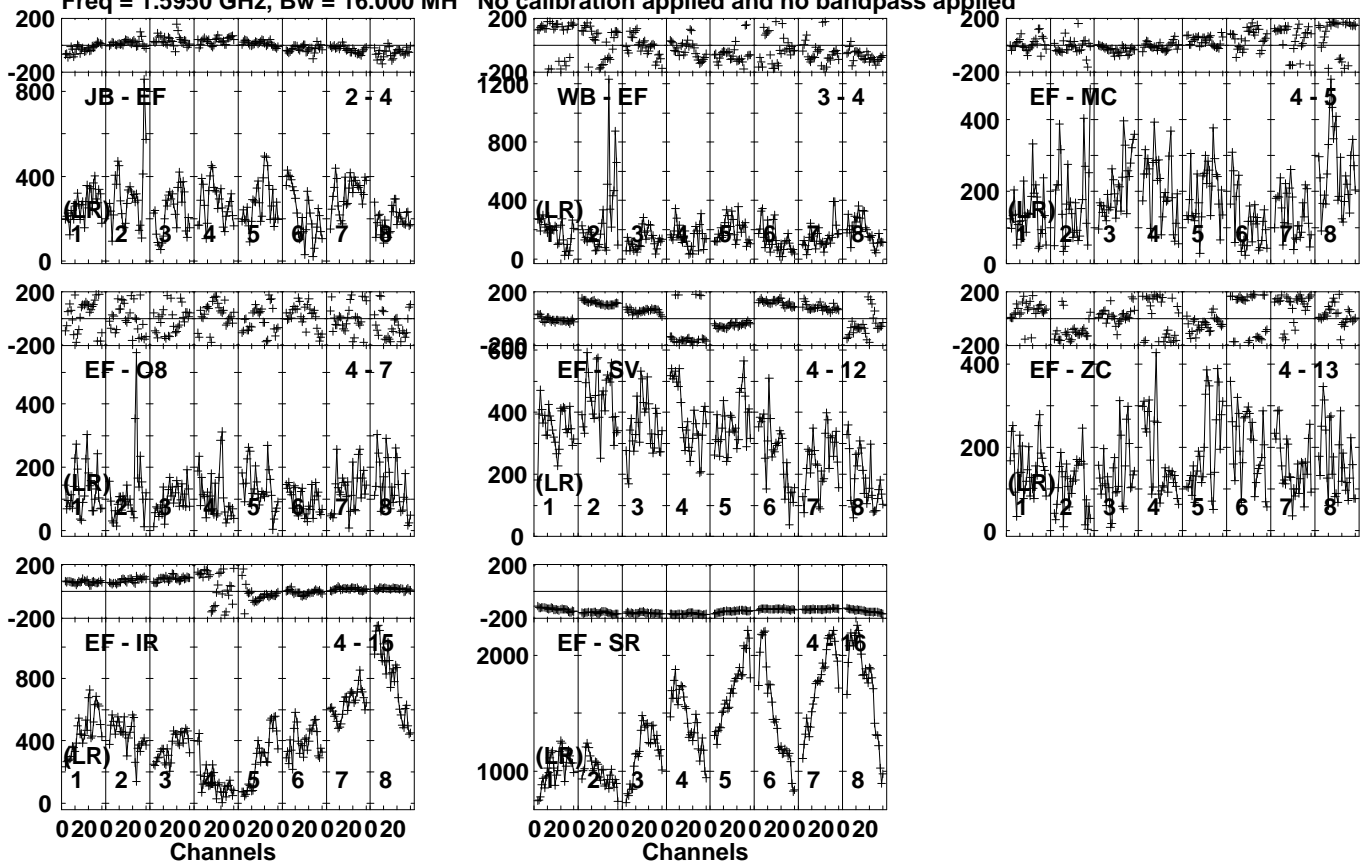 Freq = 1.5950 GHz, Bw = 16.000 MH No calibration applied and no bandpass applied
200
-200
800
400
0
JB - EF
2 - 4
(LR)
1 2 3 4 5 6 7 8
200
-200
1200
800
400
0
WB - EF
3 - 4
(LR)
1 2 3 4 5 6 7 8
200
-200
400
200
0
EF - MC
4 - 5
(LR)
1 2 3 4 5 6 7 8
200
-200
400
200
0
EF - O8
4 - 7
(LR)
1 2 3 4 5 6 7 8
200
-200
600
400
200
0
EF - SV
4 - 12
(LR)
1 2 3 4 5 6 7 8
200
-200
400
200
0
EF - ZC
4 - 13
(LR)
1 2 3 4 5 6 7 8
200
-200
800
400
0
EF - IR
4 - 15
(LR)
1 2 3 4 5 6 7 8
0 20 0 20 0 20 0 20 0 20 0 20 0 20 0 20
Channels
200
-200
2000
1000
EF - SR
4 - 16
(LR)
1 2 3 4 5 6 7 8
0 20 0 20 0 20 0 20 0 20 0 20 0 20 0 20
Channels